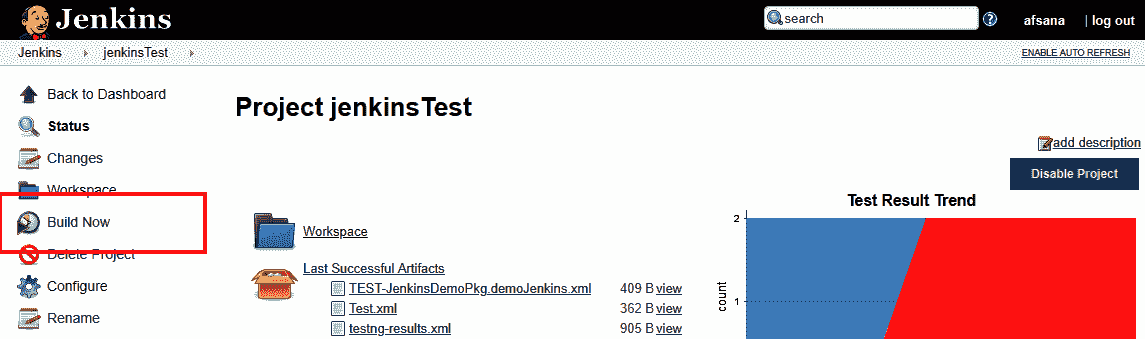 Jenkins
search
afsana
| log out
Jenkins
jenkinsTest
ENABLE AUTO REFRESH
Back to Dashboard
Status
Changes
Workspace
Build Now
Delete Project
Configure
Rename
Project jenkinsTest
add description
Disable Project
Workspace
Last Successful Artifacts
TEST-JenkinsDemoPkg.demoJenkins.xml 409 B view
Test.xml 362 B view
testng-results.xml 905 B view
Test Result Trend
2
1
count